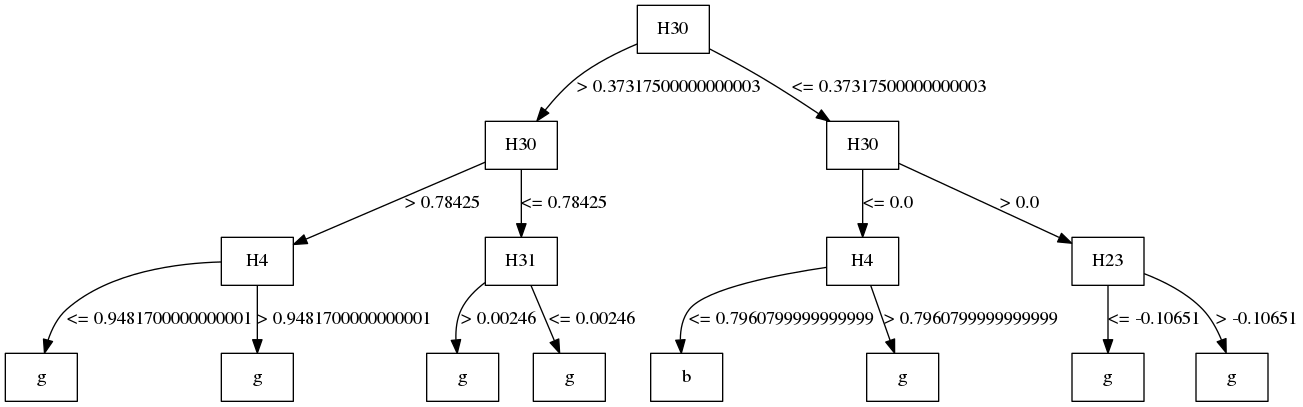 H30
> 0.37317500000000003
<= 0.37317500000000003
H30
H30
> 0.78425
<= 0.78425
<= 0.0
> 0.0
H4
H31
H4
H23
<= 0.9481700000000001
> 0.9481700000000001
> 0.00246
<= 0.00246
<= 0.7960799999999999
> 0.7960799999999999
<= -0.10651
> -0.10651
g
g
g
g
b
g
g
g